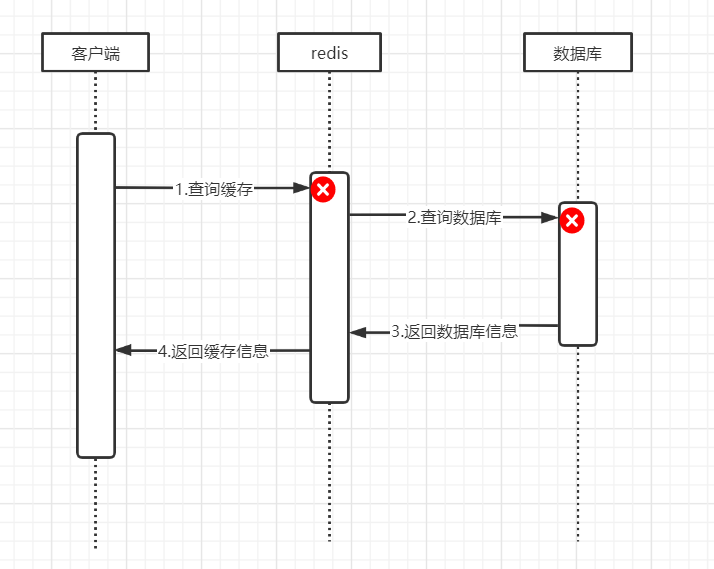 客户端
redis
数据库
1.查询缓存
2.查询数据库
3.返回数据库信息
4.返回缓存信息